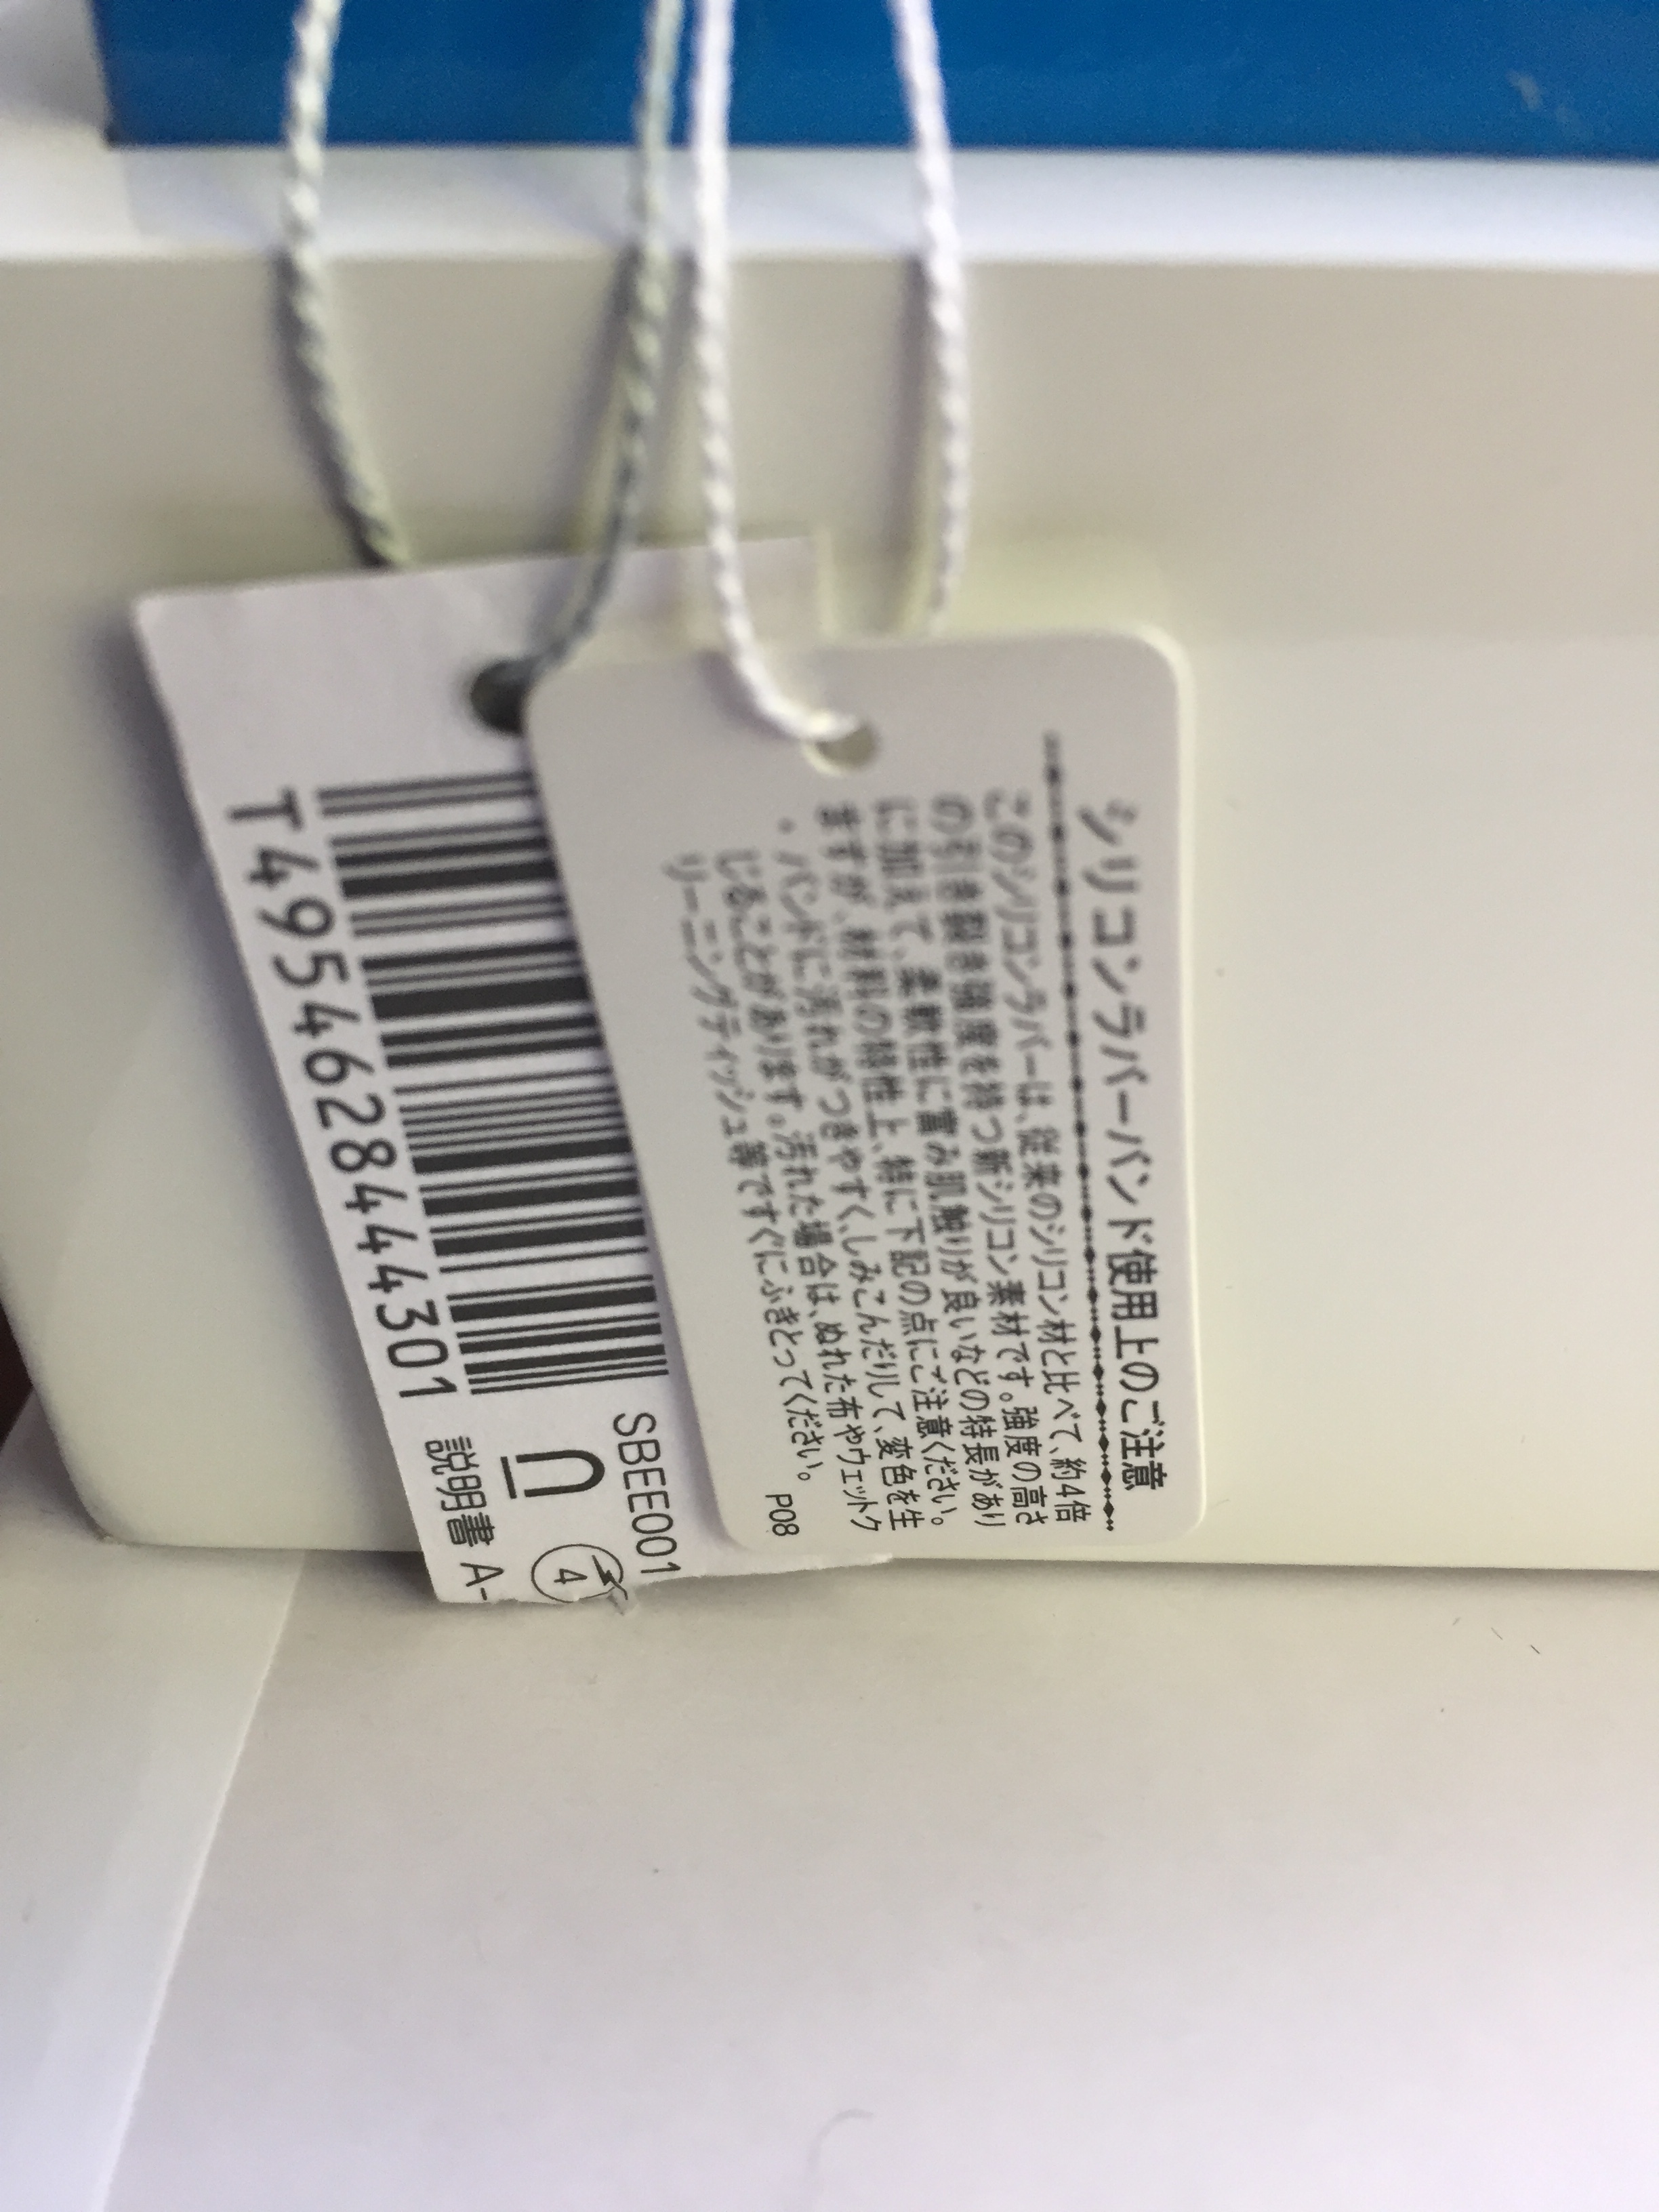 シリコンラバーバンド使用上のご注意
このシリコンラバーは、従来のシリコン材と比べて、約4倍
の引き裂き強度を持つ新シリコン素材です。強度の高さ
に加えて、柔軟性に富み肌触りが良いなどの特長があり
ますが、材料の特性上、特に下記の点にご注意ください。
・バンドに汚れがつきやすく、しみこんだりして、変色を生
じることがあります。汚れた場合は、ぬれた布やウェットク
リーニングティッシュ等ですぐにふきとってください。
P08
SBEE001
U
4
T4954628444301
説明書 A-